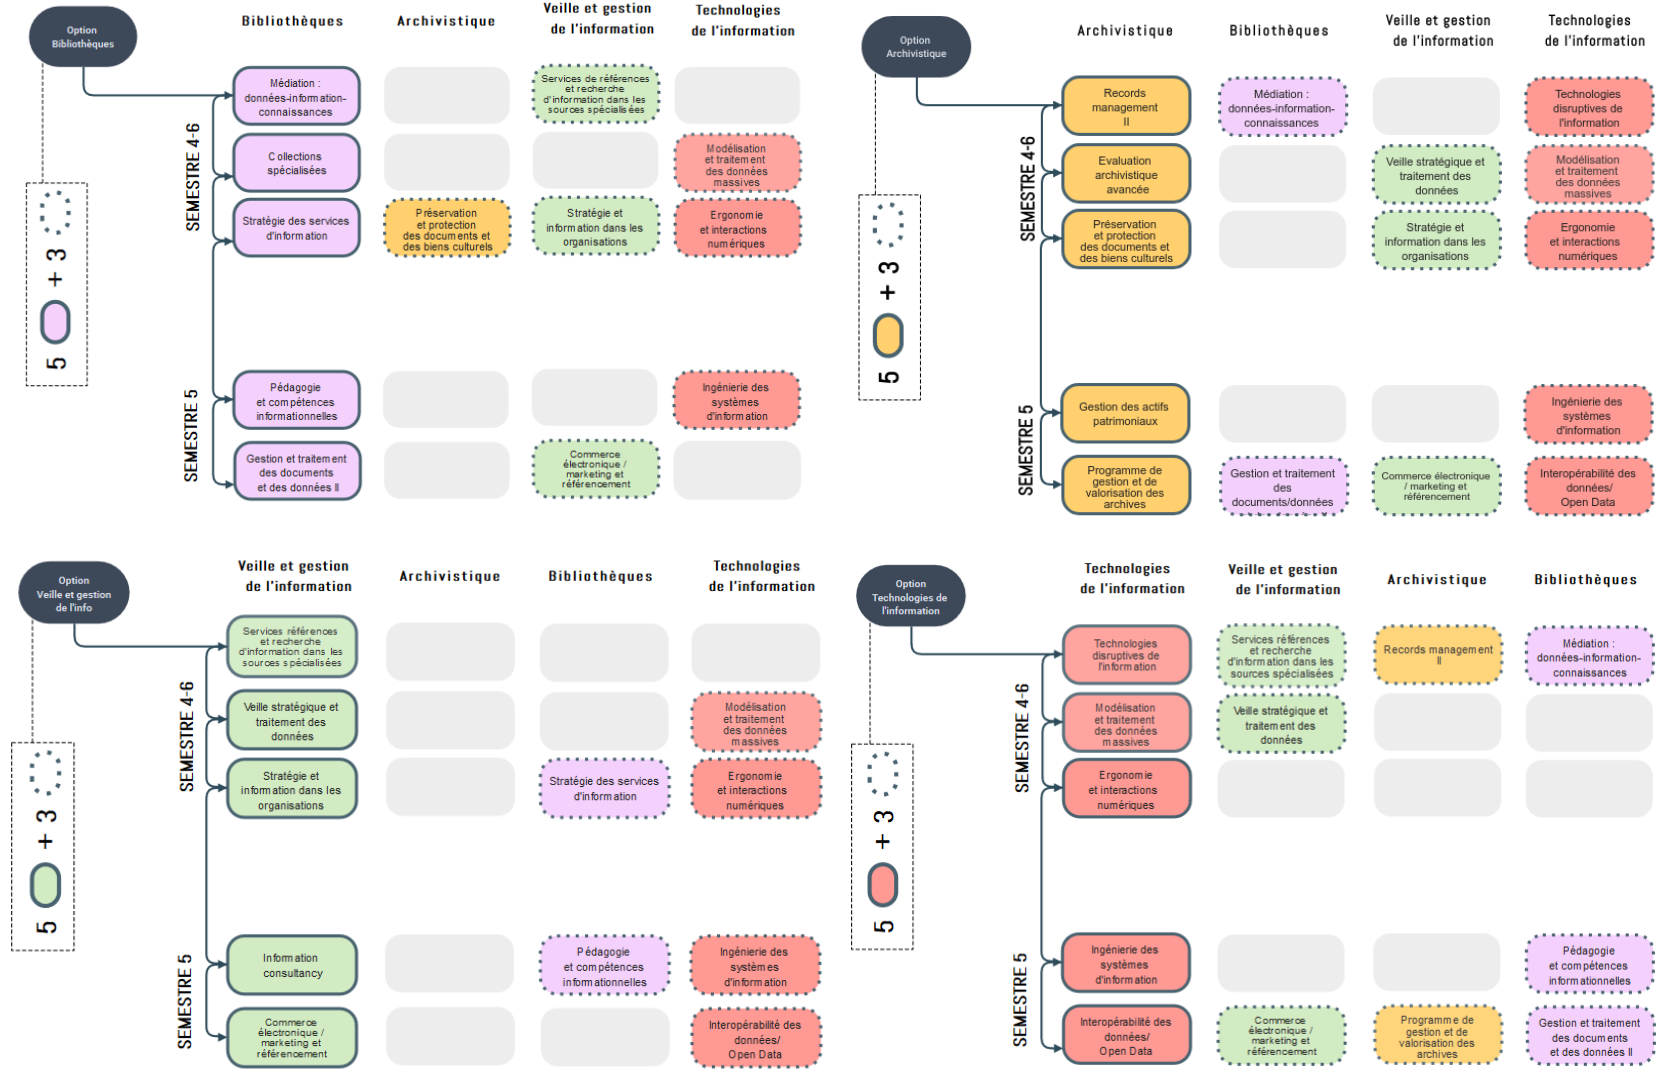 Option
Bibliothèques
Bibliothèques
Archivistique
Veille et gestion
de l'information
Technologies
de l'information
SEMESTRE 4-6
Médiation :
données-information-
connaissances
Services de références
et recherche
d'information dans les
sources spécialisées
Collections
spécialisées
Modélisation
et traitement
des données
massives
Stratégie des services
d'information
Préservation
et protection
des documents et
des biens culturels
Stratégie et
information dans les
organisations
Ergonomie
et interactions
numériques
SEMESTRE 5
Pédagogie
et compétences
informationnelles
Ingénierie des
systèmes
d'information
Gestion et traitement
des documents
et des données II
Commerce
électronique /
marketing et
référencement
5 + 3
Option
Archivistique
Archivistique
Bibliothèques
Veille et gestion
de l'information
Technologies
de l'information
SEMESTRE 4-6
Records
management
II
Médiation :
données-information-
connaissances
Technologies
disruptives de
l'information
Evaluation
archivistique
avancée
Veille stratégique et
traitement des
données
Modélisation
et traitement
des données
massives
Préservation
et protection
des documents et
des biens culturels
Stratégie et
information dans les
organisations
Ergonomie
et interactions
numériques
SEMESTRE 5
Gestion des actifs
patrimoniaux
Ingénierie des
systèmes
d'information
Programme de
gestion et de
valorisation des
archives
Gestion et traitement
des
documents/données
Commerce électronique
/ marketing et
référencement
Interopérabilité des
données/
Open Data
5 + 3
Option
Veille et gestion
de l'info
Veille et gestion
de l'information
Archivistique
Bibliothèques
Technologies
de l'information
SEMESTRE 4-6
Services références
et recherche
d'information dans les
sources spécialisées
Veille stratégique et
traitement des
données
Modélisation
et traitement
des données
massives
Stratégie et
information dans les
organisations
Stratégie des services
d'information
Ergonomie
et interactions
numériques
SEMESTRE 5
Information
consultancy
Pédagogie
et compétences
informationnelles
Ingénierie des
systèmes
d'information
Commerce
électronique /
marketing et
référencement
Interopérabilité des
données/
Open Data
5 + 3
Option
Technologies de
l'information
Technologies
de l'information
Veille et gestion
de l'information
Archivistique
Bibliothèques
SEMESTRE 4-6
Technologies
disruptives de
l'information
Services références
et recherche
d'information dans les
sources spécialisées
Records management
II
Médiation :
données-information-
connaissances
Modélisation
et traitement
des données
massives
Veille stratégique et
traitement des
données
Ergonomie
et interactions
numériques
SEMESTRE 5
Ingénierie des
systèmes
d'information
Pédagogie
et compétences
informationnelles
Interopérabilité des
données/
Open Data
Commerce
électronique /
marketing et
référencement
Programme de
gestion et de
valorisation des
archives
Gestion et traitement
des documents
et des données II
5 + 3